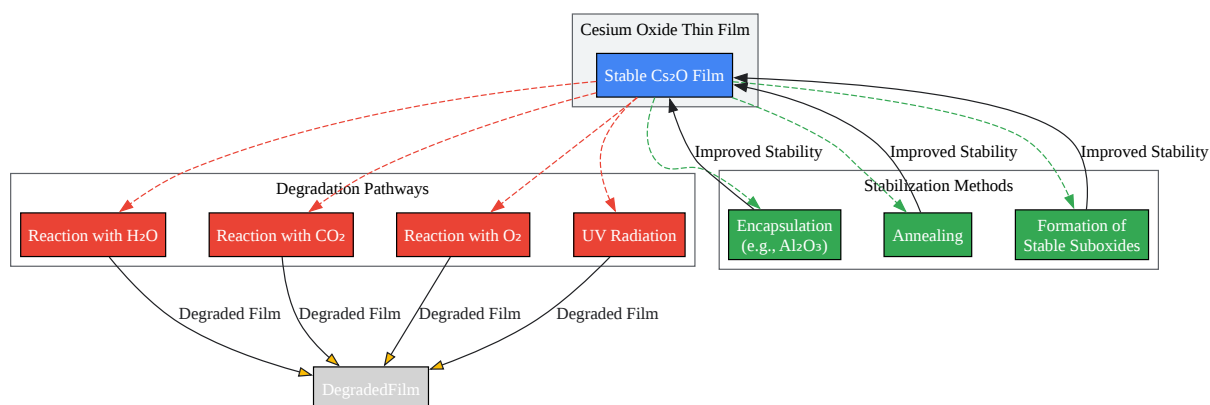 Cesium Oxide Thin Film
Stable Cs₂O Film
Improved Stability
Improved Stability
Improved Stability
Degradation Pathways
Stabilization Methods
Reaction with H₂O
Reaction with CO₂
Reaction with O₂
UV Radiation
Encapsulation
(e.g., Al₂O₃)
Annealing
Formation of
Stable Suboxides
Degraded Film
Degraded Film
Degraded Film
Degraded Film
DegradedFilm